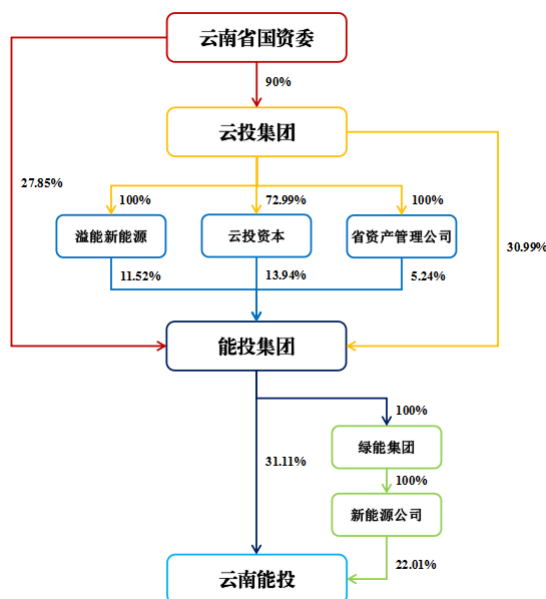 云南省国资委
90%
云投集团
27.85%
100%
72.99%
100%
溢能新能源
云投资本
省资产管理公司
30.99%
11.52%
13.94%
5.24%
能投集团
100%
绿能集团
31.11%
100%
新能源公司
22.01%
云南能投